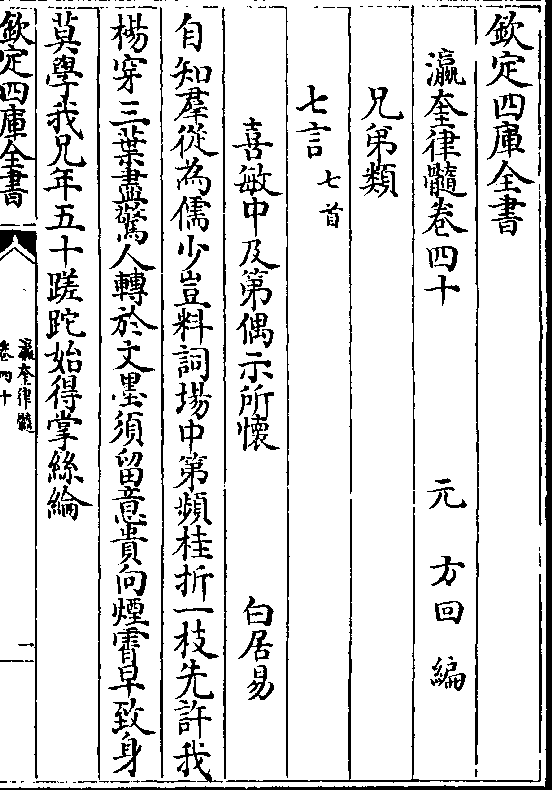 欽定四庫全書
瀛奎律髓卷四十
元 方回 編
兄弟類
七言 七首
喜敏中及第偶示所懷 白居易
自知羣從為儒少豈料詞場中第頻桂折一枝先許我
楊穿三葉盡驚人轉於文墨須留意貴向煙霄早致身
莫學我兄年五十蹉跎始得掌絲綸
欽定四庫全書
瀛奎律髓
卷四十
一